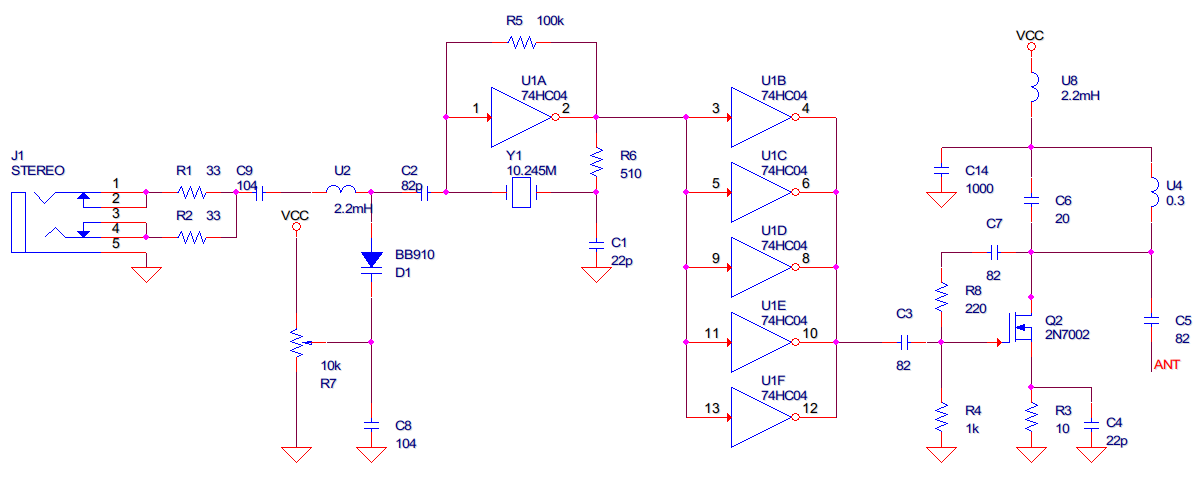 R5 100k
VCC
U1A
74HC04
1
2
U1B
74HC04
3
4
U8
2.2mH
J1
STEREO
R1 33
C9
104
U2
2.2mH
C2
82p
Y1
10.245M
R6
510
U1C
74HC04
5
6
C14
1000
C6
20
U4
0.3
1
2
3
4
5
R2 33
VCC
BB910
D1
C1
22p
U1D
74HC04
9
8
C7
82
R8
220
U1E
74HC04
11
10
C3
82
Q2
2N7002
C5
82
ANT
10k
R7
C8
104
U1F
74HC04
13
12
R4
1k
R3
10
C4
22p